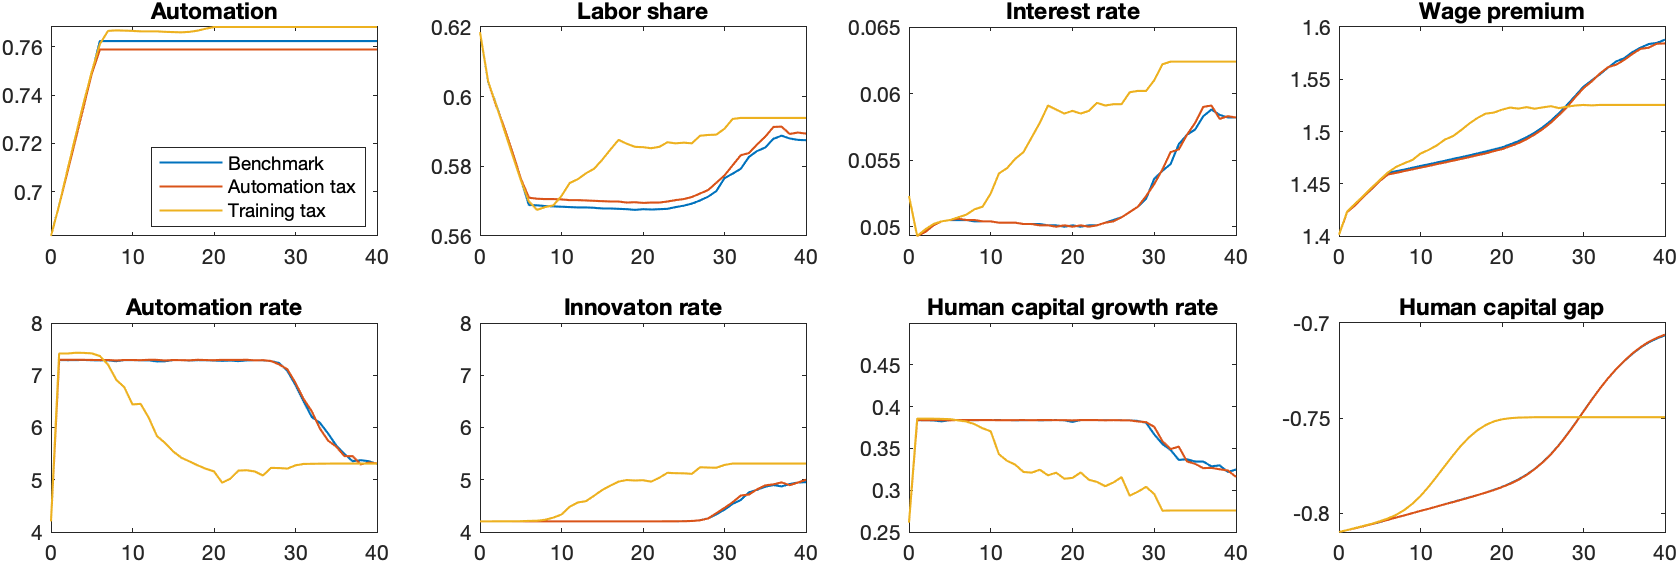 Automation
0.76
0.74
0.72
0.7
Benchmark
Automation tax
Training tax
0 10 20 30 40
Labor share
0.62
0.6
0.58
0.56
0 10 20 30 40
Interest rate
0.065
0.06
0.055
0.05
0 10 20 30 40
Wage premium
1.6
1.55
1.5
1.45
1.4
0 10 20 30 40
Automation rate
8
7
6
5
4
0 10 20 30 40
Innovaton rate
8
7
6
5
4
0 10 20 30 40
Human capital growth rate
0.45
0.4
0.35
0.3
0.25
0 10 20 30 40
Human capital gap
-0.7
-0.75
-0.8
0 10 20 30 40